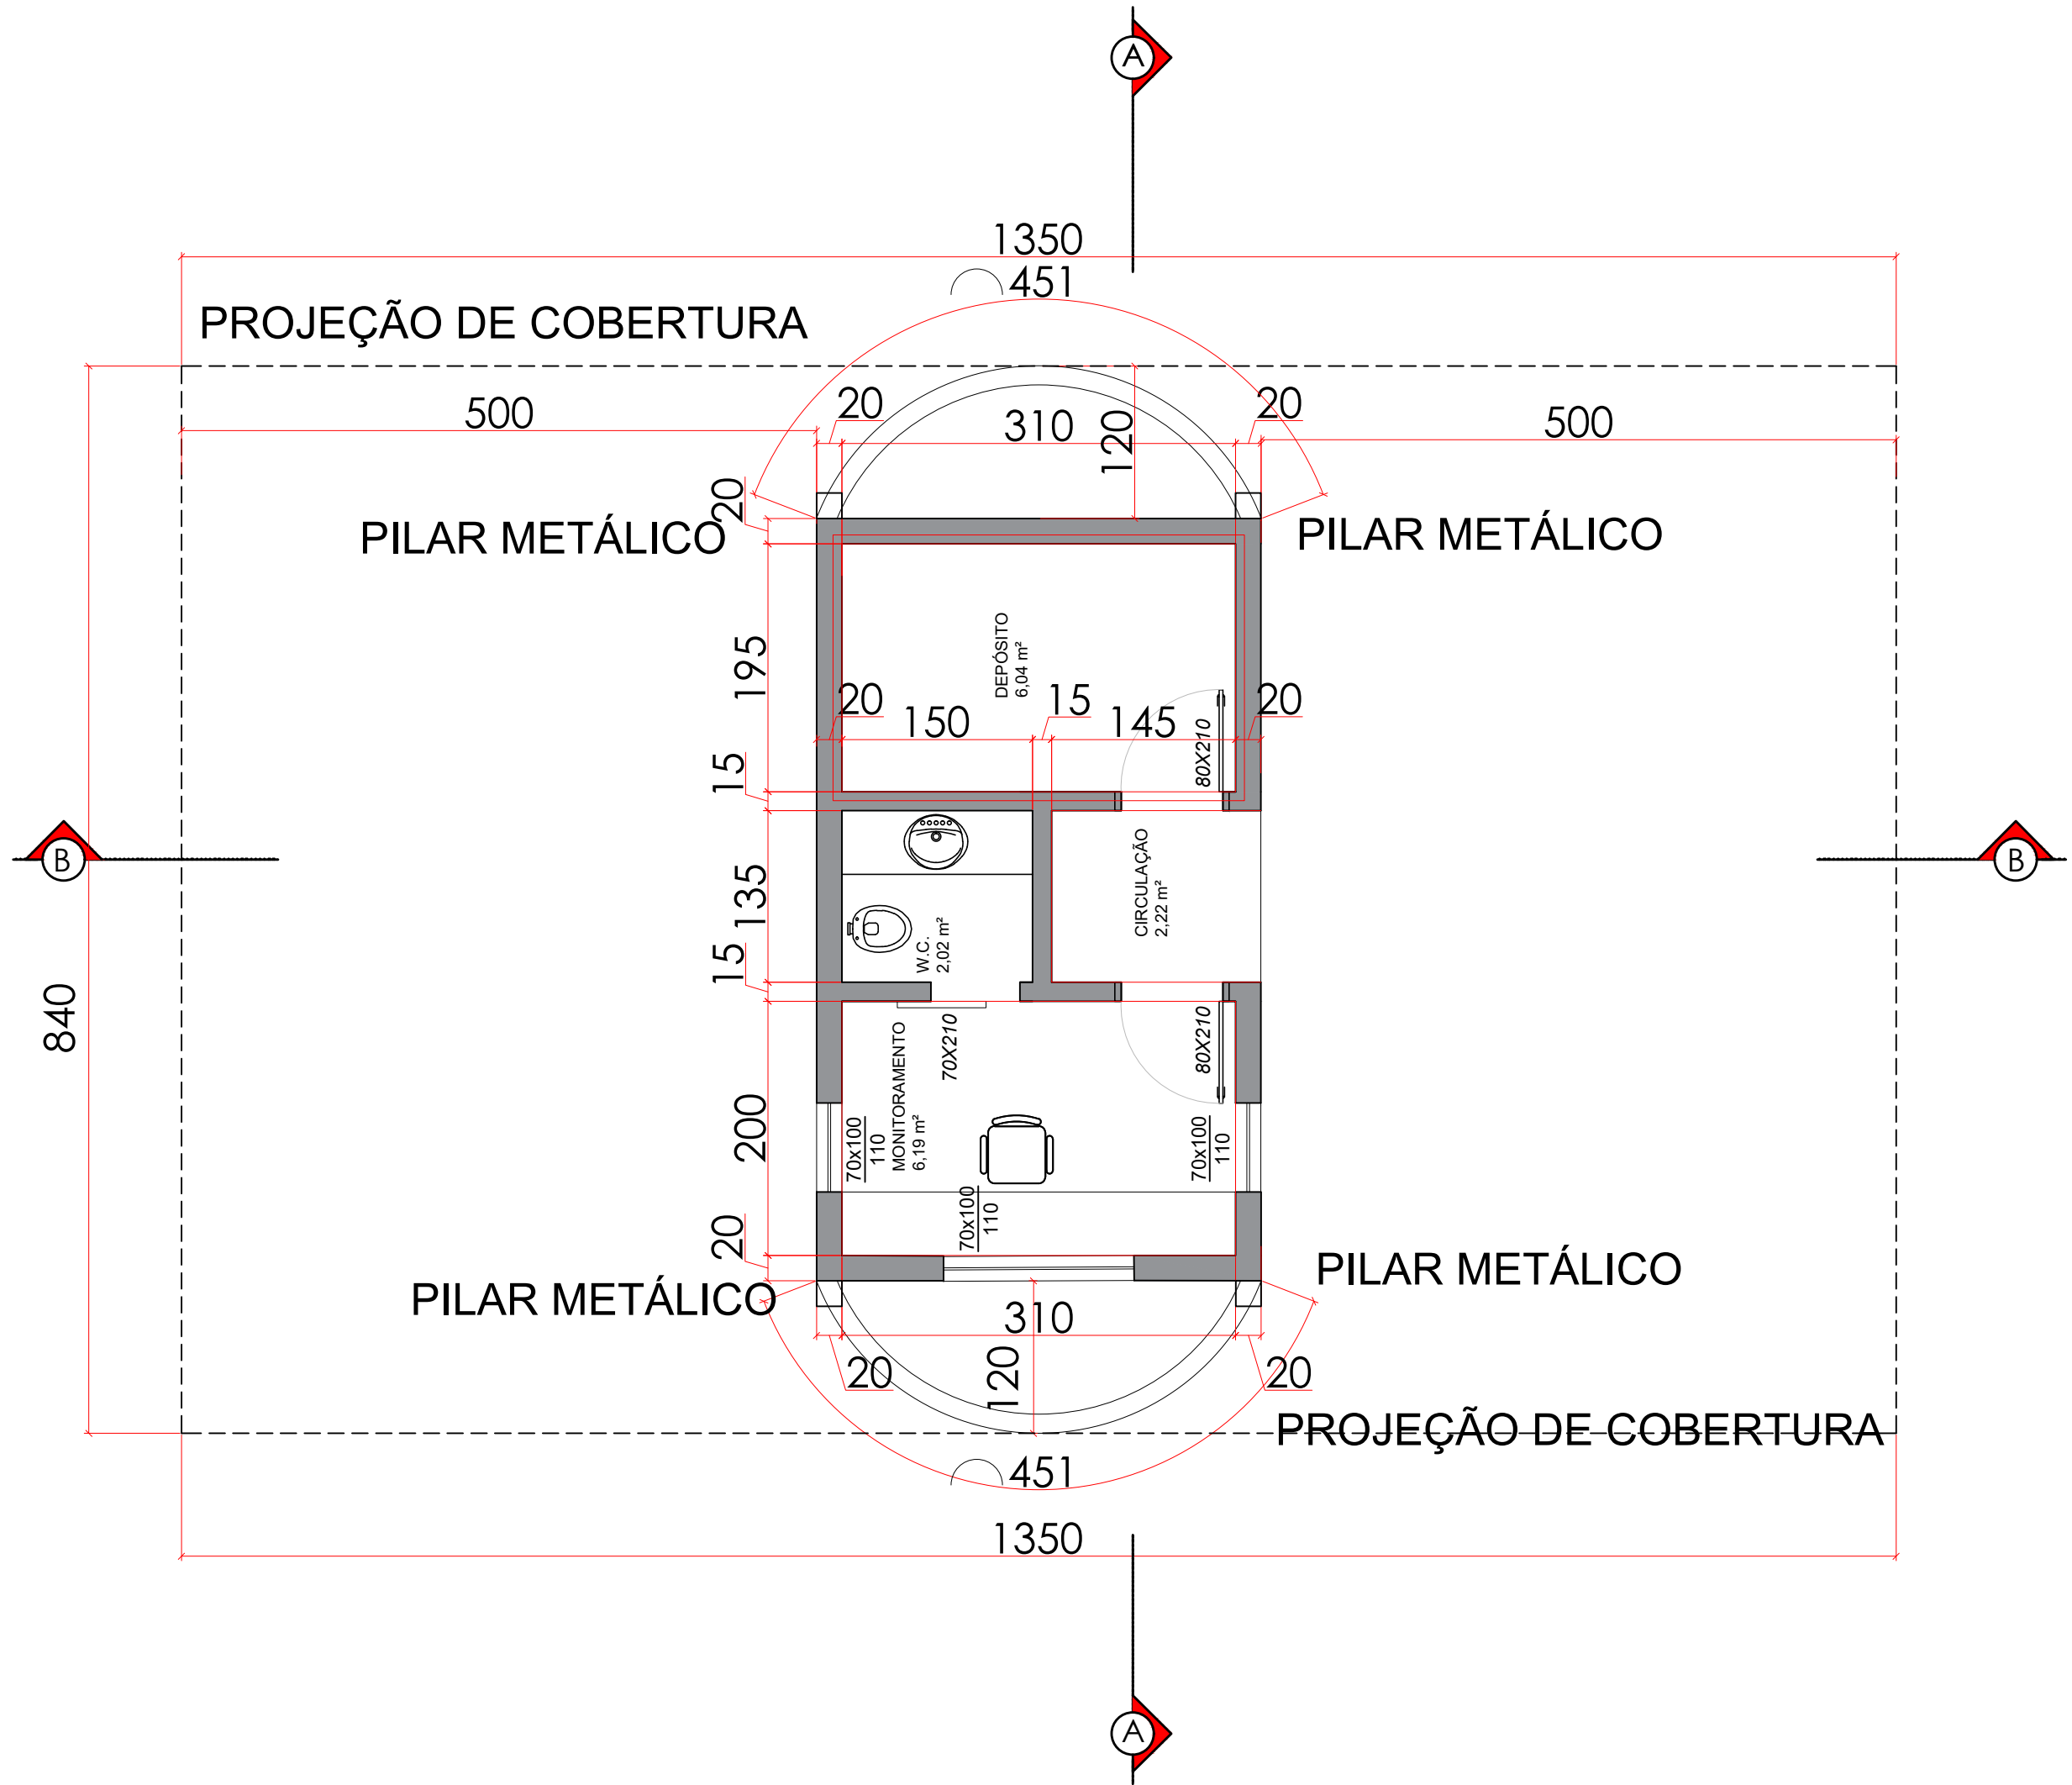 A
1350
451
PROJEÇÃO DE COBERTURA
500
20
310
20
120
500
20
PILAR METÁLICO
PILAR METÁLICO
195
DEPÓSITO
6,04 m²
20
150
15
145
20
80X210
15
B
135
CIRCULAÇÃO
2,22 m²
B
W.C.
2,02 m²
15
840
70X210
80X210
200
MONITORAMENTO
6,19 m²
70x100
110
70x100
110
70x100
110
20
PILAR METÁLICO
PILAR METÁLICO
310
20
120
20
PROJEÇÃO DE COBERTURA
451
1350
A